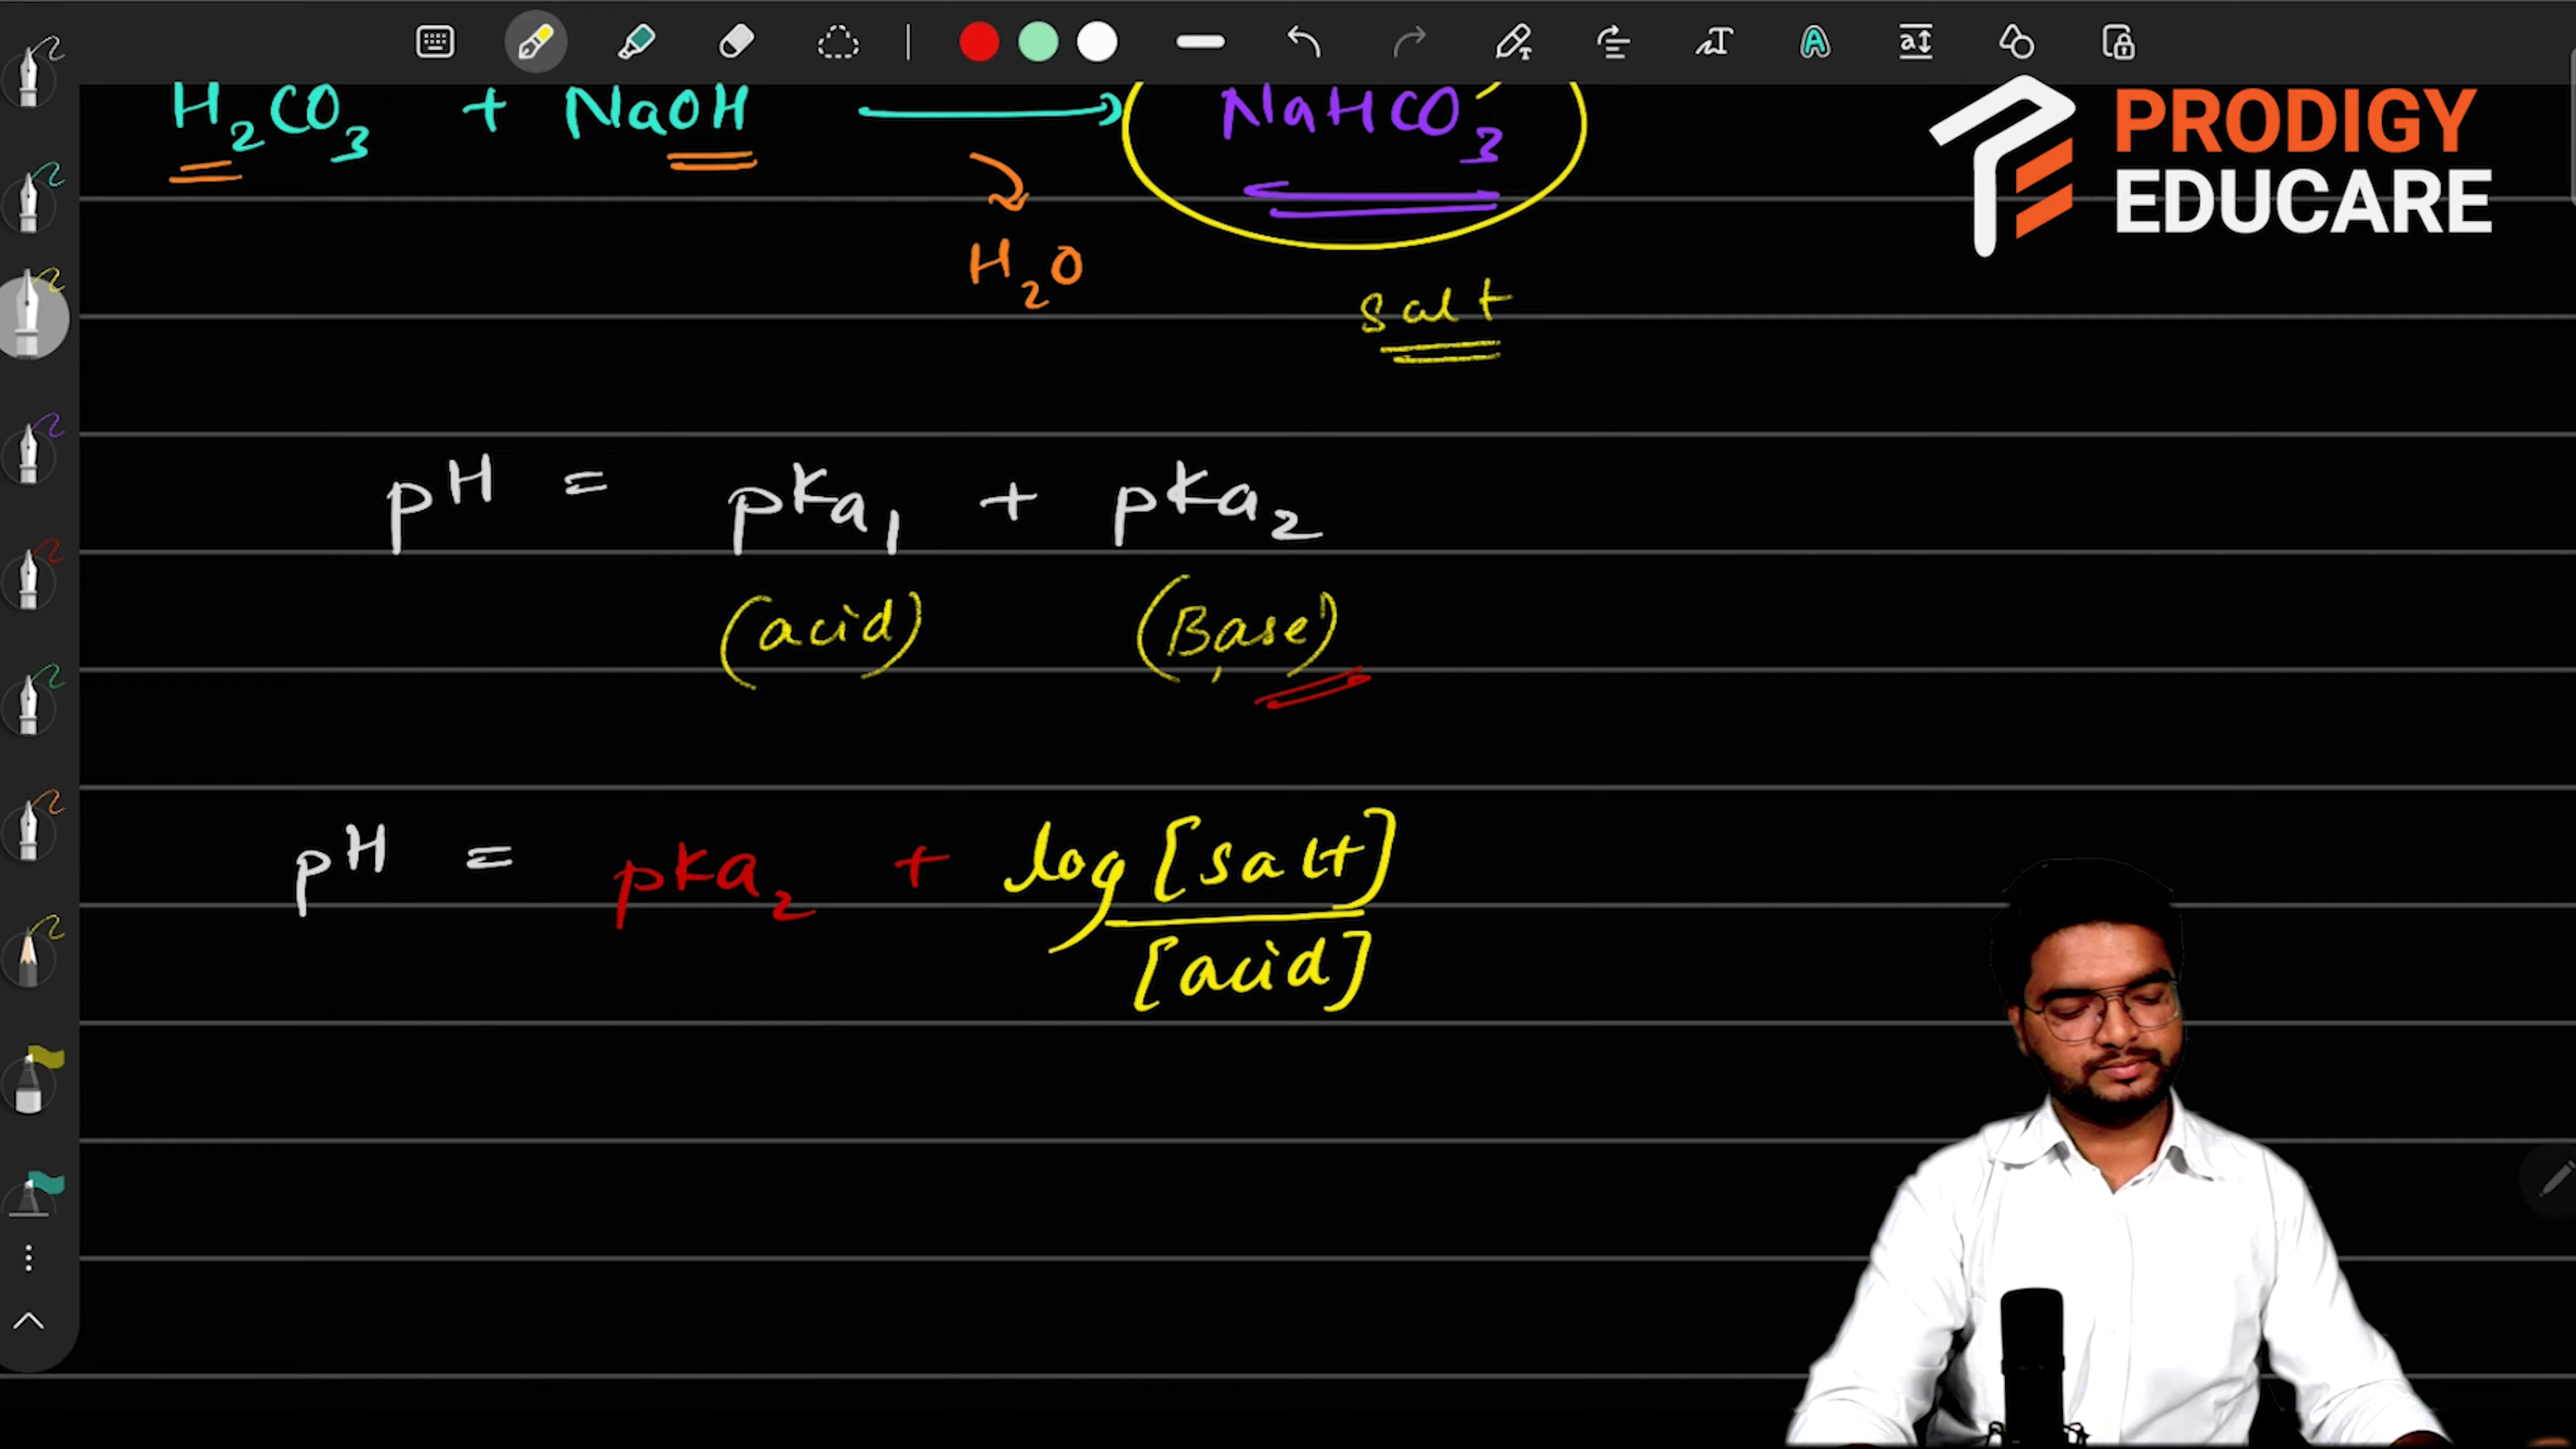 H₂CO₃ + NaOH ⟶ NaHCO₃
H₂O
salt
PRODIGY
EDUCARE
pH = pKa₁ + pKa₂
(acid) (Base)
pH = pKa₂ + log [salt]
[acid]